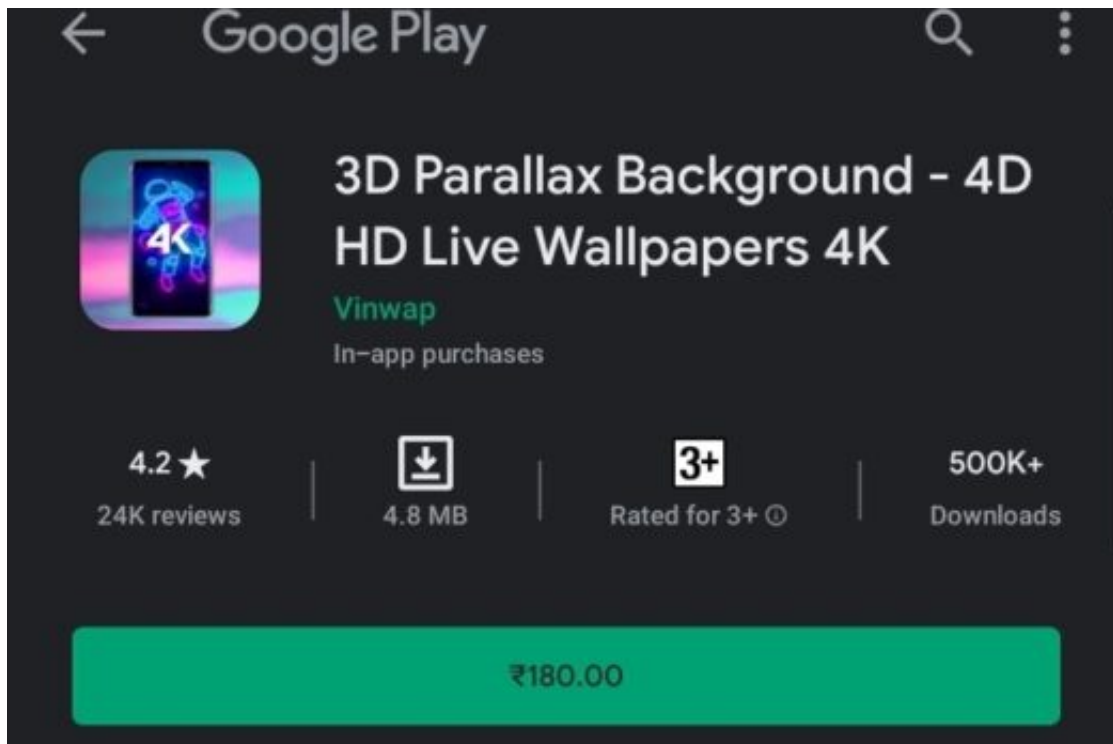 Google Play
4K
3D Parallax Background - 4D
HD Live Wallpapers 4K
Vinwap
In-app purchases
4.2★
24K reviews
4.8 MB
3+
Rated for 3+
500K+
Downloads
₹180.00